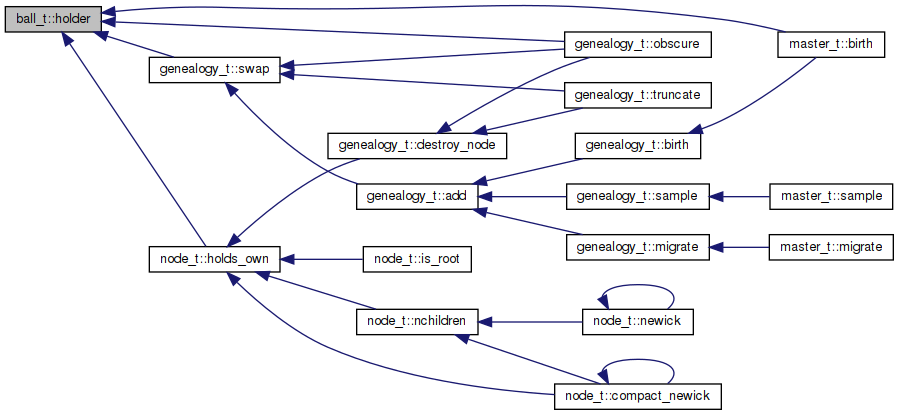 ball_t::holder
genealogy_t::obscure
master_t::birth
genealogy_t::swap
genealogy_t::truncate
genealogy_t::destroy_node
genealogy_t::birth
genealogy_t::add
genealogy_t::sample
master_t::sample
genealogy_t::migrate
master_t::migrate
node_t::holds_own
node_t::is_root
node_t::nchildren
node_t::newick
node_t::compact_newick